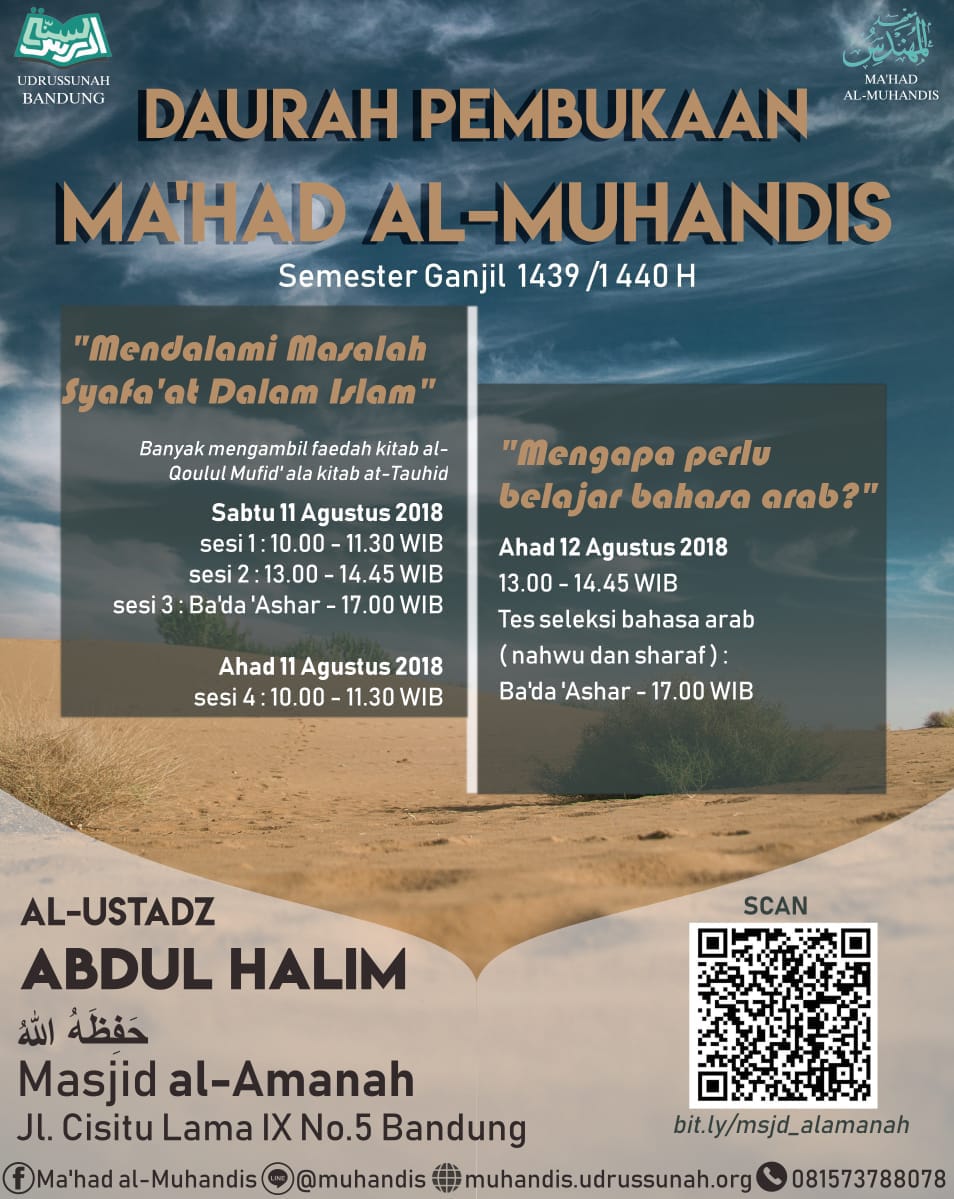 الدرس السنة
UDRUSSUNAH
BANDUNG
معهد
المهندس
MA'HAD
AL-MUHANDIS
DAURAH PEMBUKAAN
MA'HAD AL-MUHANDIS
Semester Ganjil 1439 /1 440 H
"Mendalami Masalah
Syafa'at Dalam Islam"
Banyak mengambil faedah kitab al-
Qoulul Mufid' ala kitab at-Tauhid
Sabtu 11 Agustus 2018
sesi 1 : 10.00 - 11.30 WIB
sesi 2 : 13.00 - 14.45 WIB
sesi 3 : Ba'da 'Ashar - 17.00 WIB
Ahad 11 Agustus 2018
sesi 4 : 10.00 - 11.30 WIB
"Mengapa perlu
belajar bahasa arab?"
Ahad 12 Agustus 2018
13.00 - 14.45 WIB
Tes seleksi bahasa arab
( nahwu dan sharaf ) :
Ba'da 'Ashar - 17.00 WIB
AL-USTADZ
ABDUL HALIM
حَفِظَهُ اللهُ
Masjid al-Amanah
Jl. Cisitu Lama IX No.5 Bandung
SCAN
bit.ly/msjd_alamanah
Ma'had al-Muhandis LINE @muhandis muhandis.udrussunah.org 081573788078